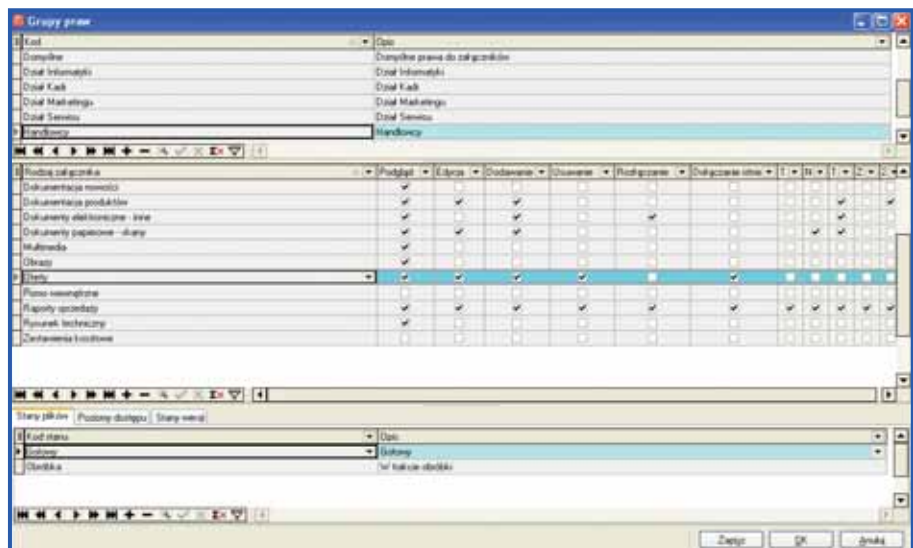 Grupy praw
Kod Opis
Domyślne Domyślne prawa do załączników
Dział Informatyki Dział Informatyki
Dział Kadr Dział Kadr
Dział Marketingu Dział Marketingu
Dział Serwisu Dział Serwisu
Handlowcy Handlowcy
Rodzaj załącznika Podgląd Edycja Dodawanie Usuwanie Rozłączanie Dołączanie istnie T N T Z Z
Dokumentacja nowości
Dokumentacja produktów
Dokumenty elektroniczne - inne
Dokumenty papierowe - skany
Multimedia
Obrazy
Oferty
Pismo wewnętrzne
Raporty sprzedaży
Rysunek techniczny
Zestawienia kosztowe
Stany plików Poziomy dostępu Stany wersji
Kod stanu Opis
Gotowy Gotowy
Obróbka W trakcie obróbki
Zapisz OK Anuluj